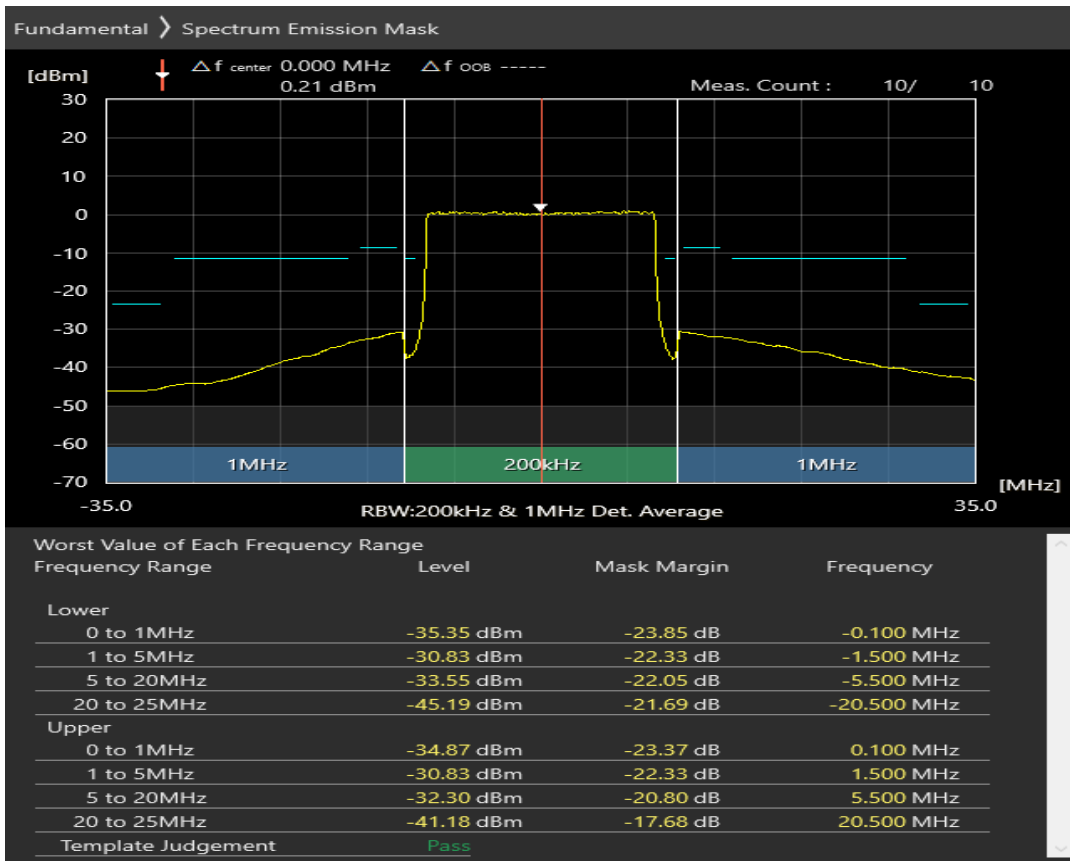 Fundamental ❯ Spectrum Emission Mask
[dBm] Δf center 0.000 MHz Δf OOB -----
0.21 dBm Meas. Count : 10/ 10
30
20
10
0
-10
-20
-30
-40
-50
-60
1MHz 200kHz 1MHz
-70
[MHz]
-35.0 RBW:200kHz & 1MHz Det. Average 35.0
Worst Value of Each Frequency Range
Frequency Range Level Mask Margin Frequency
Lower
0 to 1MHz -35.35 dBm -23.85 dB -0.100 MHz
1 to 5MHz -30.83 dBm -22.33 dB -1.500 MHz
5 to 20MHz -33.55 dBm -22.05 dB -5.500 MHz
20 to 25MHz -45.19 dBm -21.69 dB -20.500 MHz
Upper
0 to 1MHz -34.87 dBm -23.37 dB 0.100 MHz
1 to 5MHz -30.83 dBm -22.33 dB 1.500 MHz
5 to 20MHz -32.30 dBm -20.80 dB 5.500 MHz
20 to 25MHz -41.18 dBm -17.68 dB 20.500 MHz
Template Judgement Pass